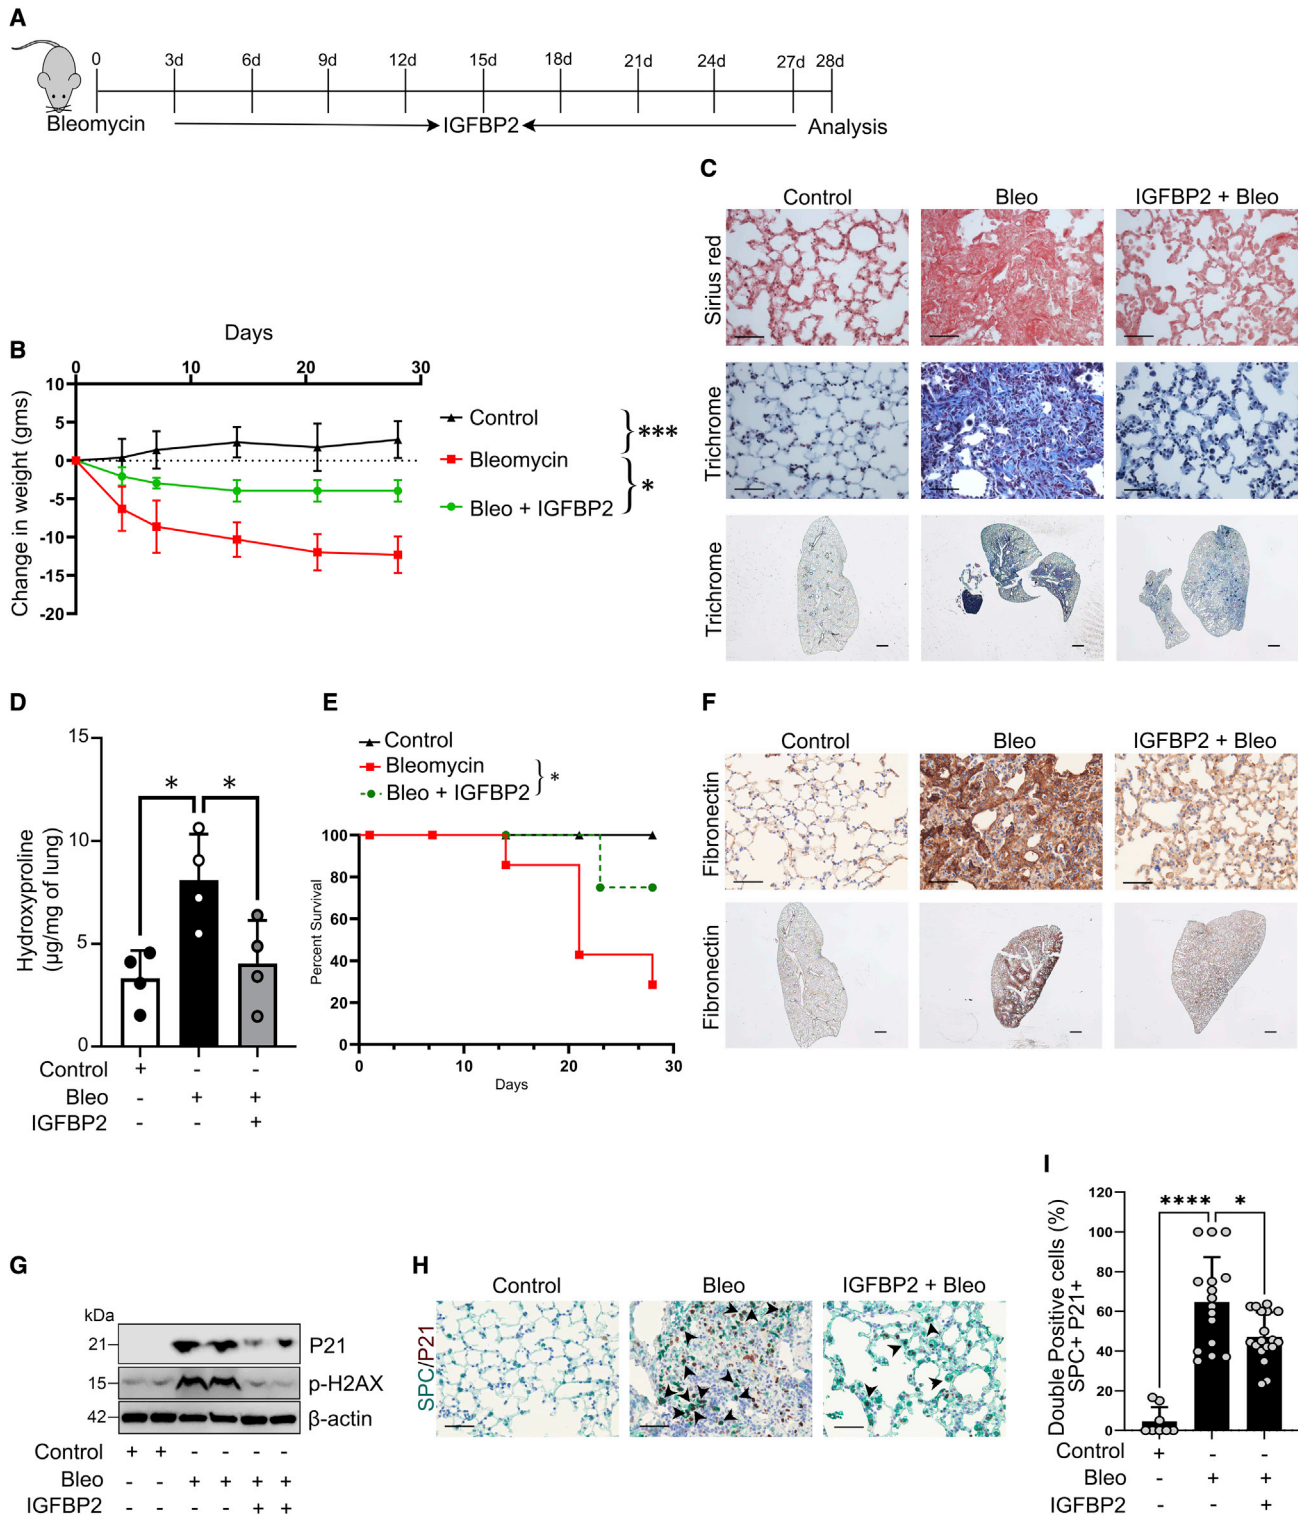 A
0 3d 6d 9d 12d 15d 18d 21d 24d 27d 28d
Bleomycin IGFBP2 Analysis
B
Days
0 10 20 30
10
5
0
-5
-10
-15
-20
Change in weight (gms)
Control
Bleomycin
Bleo + IGFBP2
***
*
C
Control Bleo IGFBP2 + Bleo
Sirius red
Trichrome
Trichrome
D
15
10
5
0
Hydroxyproline
(µg/mg of lung)
* *
Control + - -
Bleo - + +
IGFBP2 - - +
E
Control
Bleomycin
Bleo + IGFBP2
*
100
80
60
40
20
0
Percent Survival
0 10 20 30
Days
F
Control Bleo IGFBP2 + Bleo
Fibronectin
Fibronectin
G
kDa
21 P21
15 p-H2AX
42 β-actin
Control + + - - - -
Bleo - - + + + +
IGFBP2 - - - - + +
H
Control Bleo IGFBP2 + Bleo
SPC/P21
I
120
100
80
60
40
20
0
Double Positive cells (%)
SPC+ P21+
**** *
Control + - -
Bleo - + +
IGFBP2 - - +